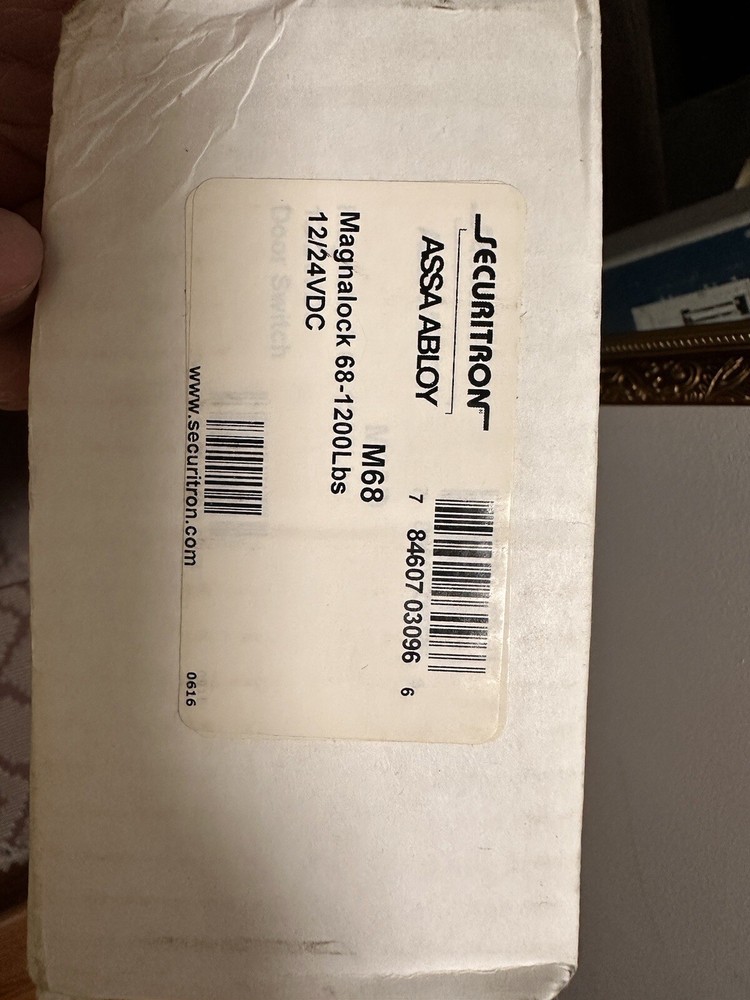 SECURITRON
ASSA ABLOY
7 84607 03096 6
M68
Magnalock 68-1200Lbs
12/24VDC
Door Switch
www.securitron.com
0616